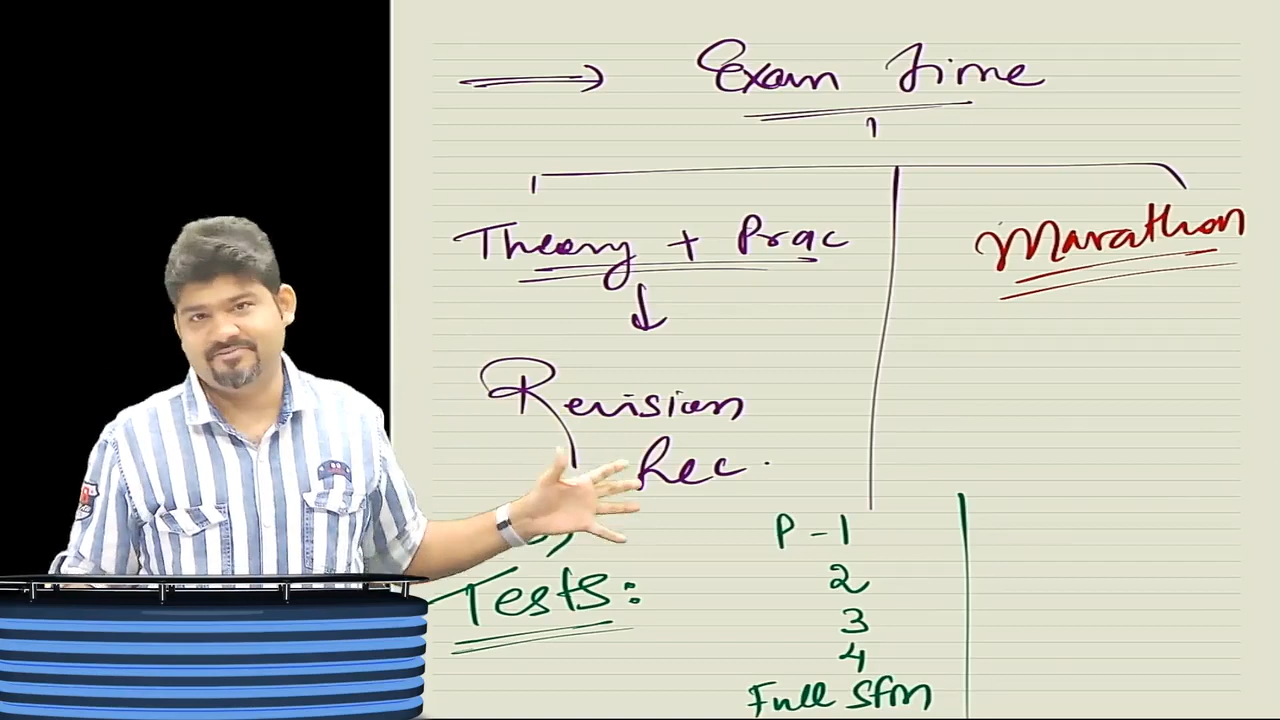 Exam Time
Theory + Prac
Marathon
Revision
Rec.
P-1
2
Tests:
3
4
Full Sfm